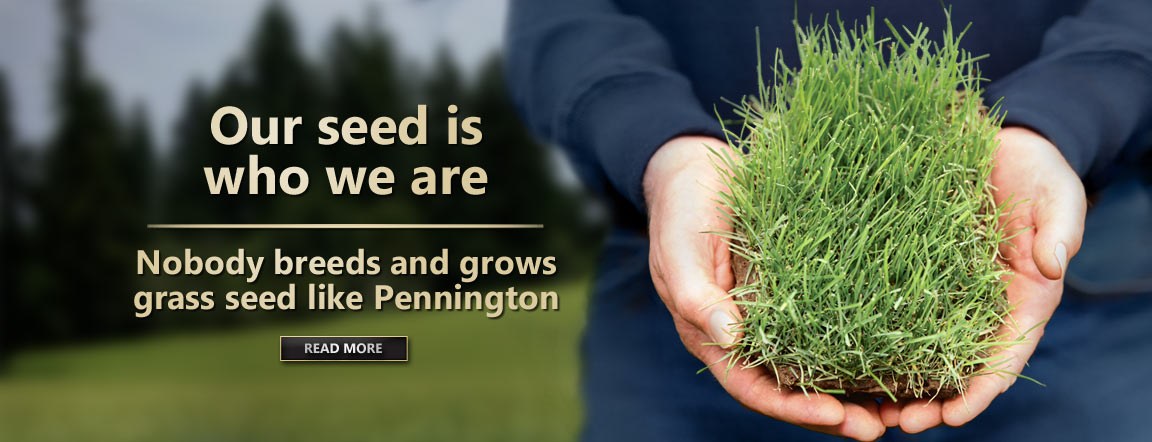 Our seed is
who we are
Nobody breeds and grows
grass seed like Pennington
READ MORE